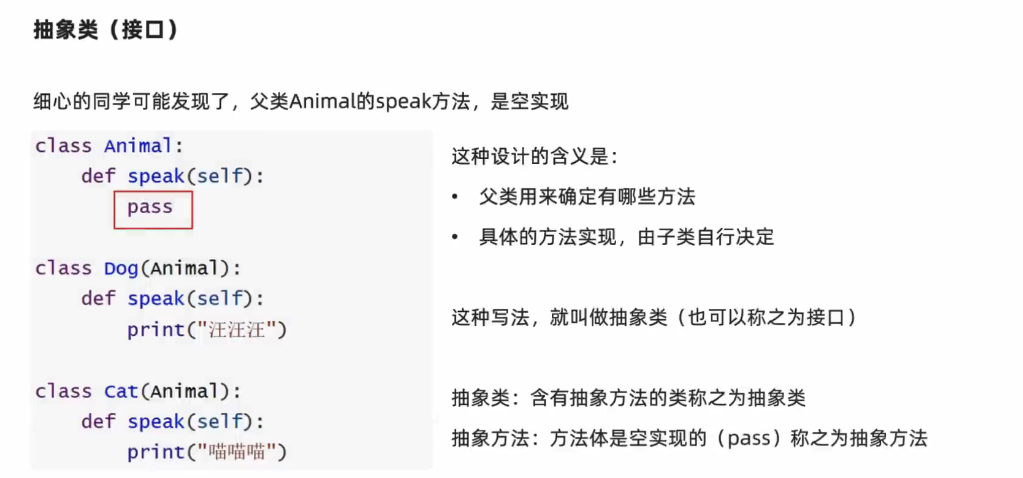 抽象类（接口）
细心的同学可能发现了，父类Animal的speak方法，是空实现
class Animal:
    def speak(self):
        pass
class Dog(Animal):
    def speak(self):
        print("汪汪汪")
class Cat(Animal):
    def speak(self):
        print("喵喵喵")
这种设计的含义是：
• 父类用来确定有哪些方法
• 具体的方法实现，由子类自行决定
这种写法，就叫做抽象类（也可以称之为接口）
抽象类：含有抽象方法的类称之为抽象类
抽象方法：方法体是空实现的（pass）称之为抽象方法